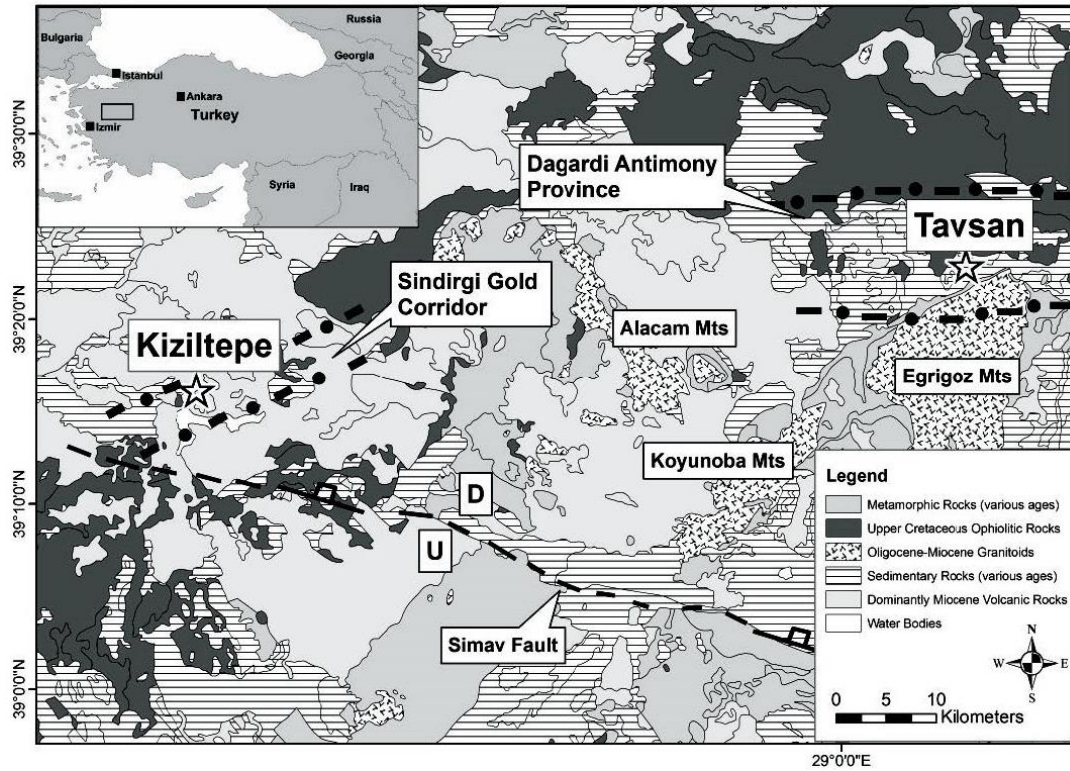 Bulgaria
Russia
Georgia
Istanbul
Ankara
Turkey
Izmir
Syria
Iraq
39°30'0"N
39°20'0"N
39°10'0"N
39°0'0"N
Dagardi Antimony
Province
Tavsan
Sindirgi Gold
Corridor
Kiziltepe
Alacam Mts
Egrigoz Mts
Koyunoba Mts
D
U
Simav Fault
Legend
Metamorphic Rocks (various ages)
Upper Cretaceous Ophiolitic Rocks
Oligocene-Miocene Granitoids
Sedimentary Rocks (various ages)
Dominantly Miocene Volcanic Rocks
Water Bodies
N
W
E
S
0 5 10
Kilometers
29°0'0"E